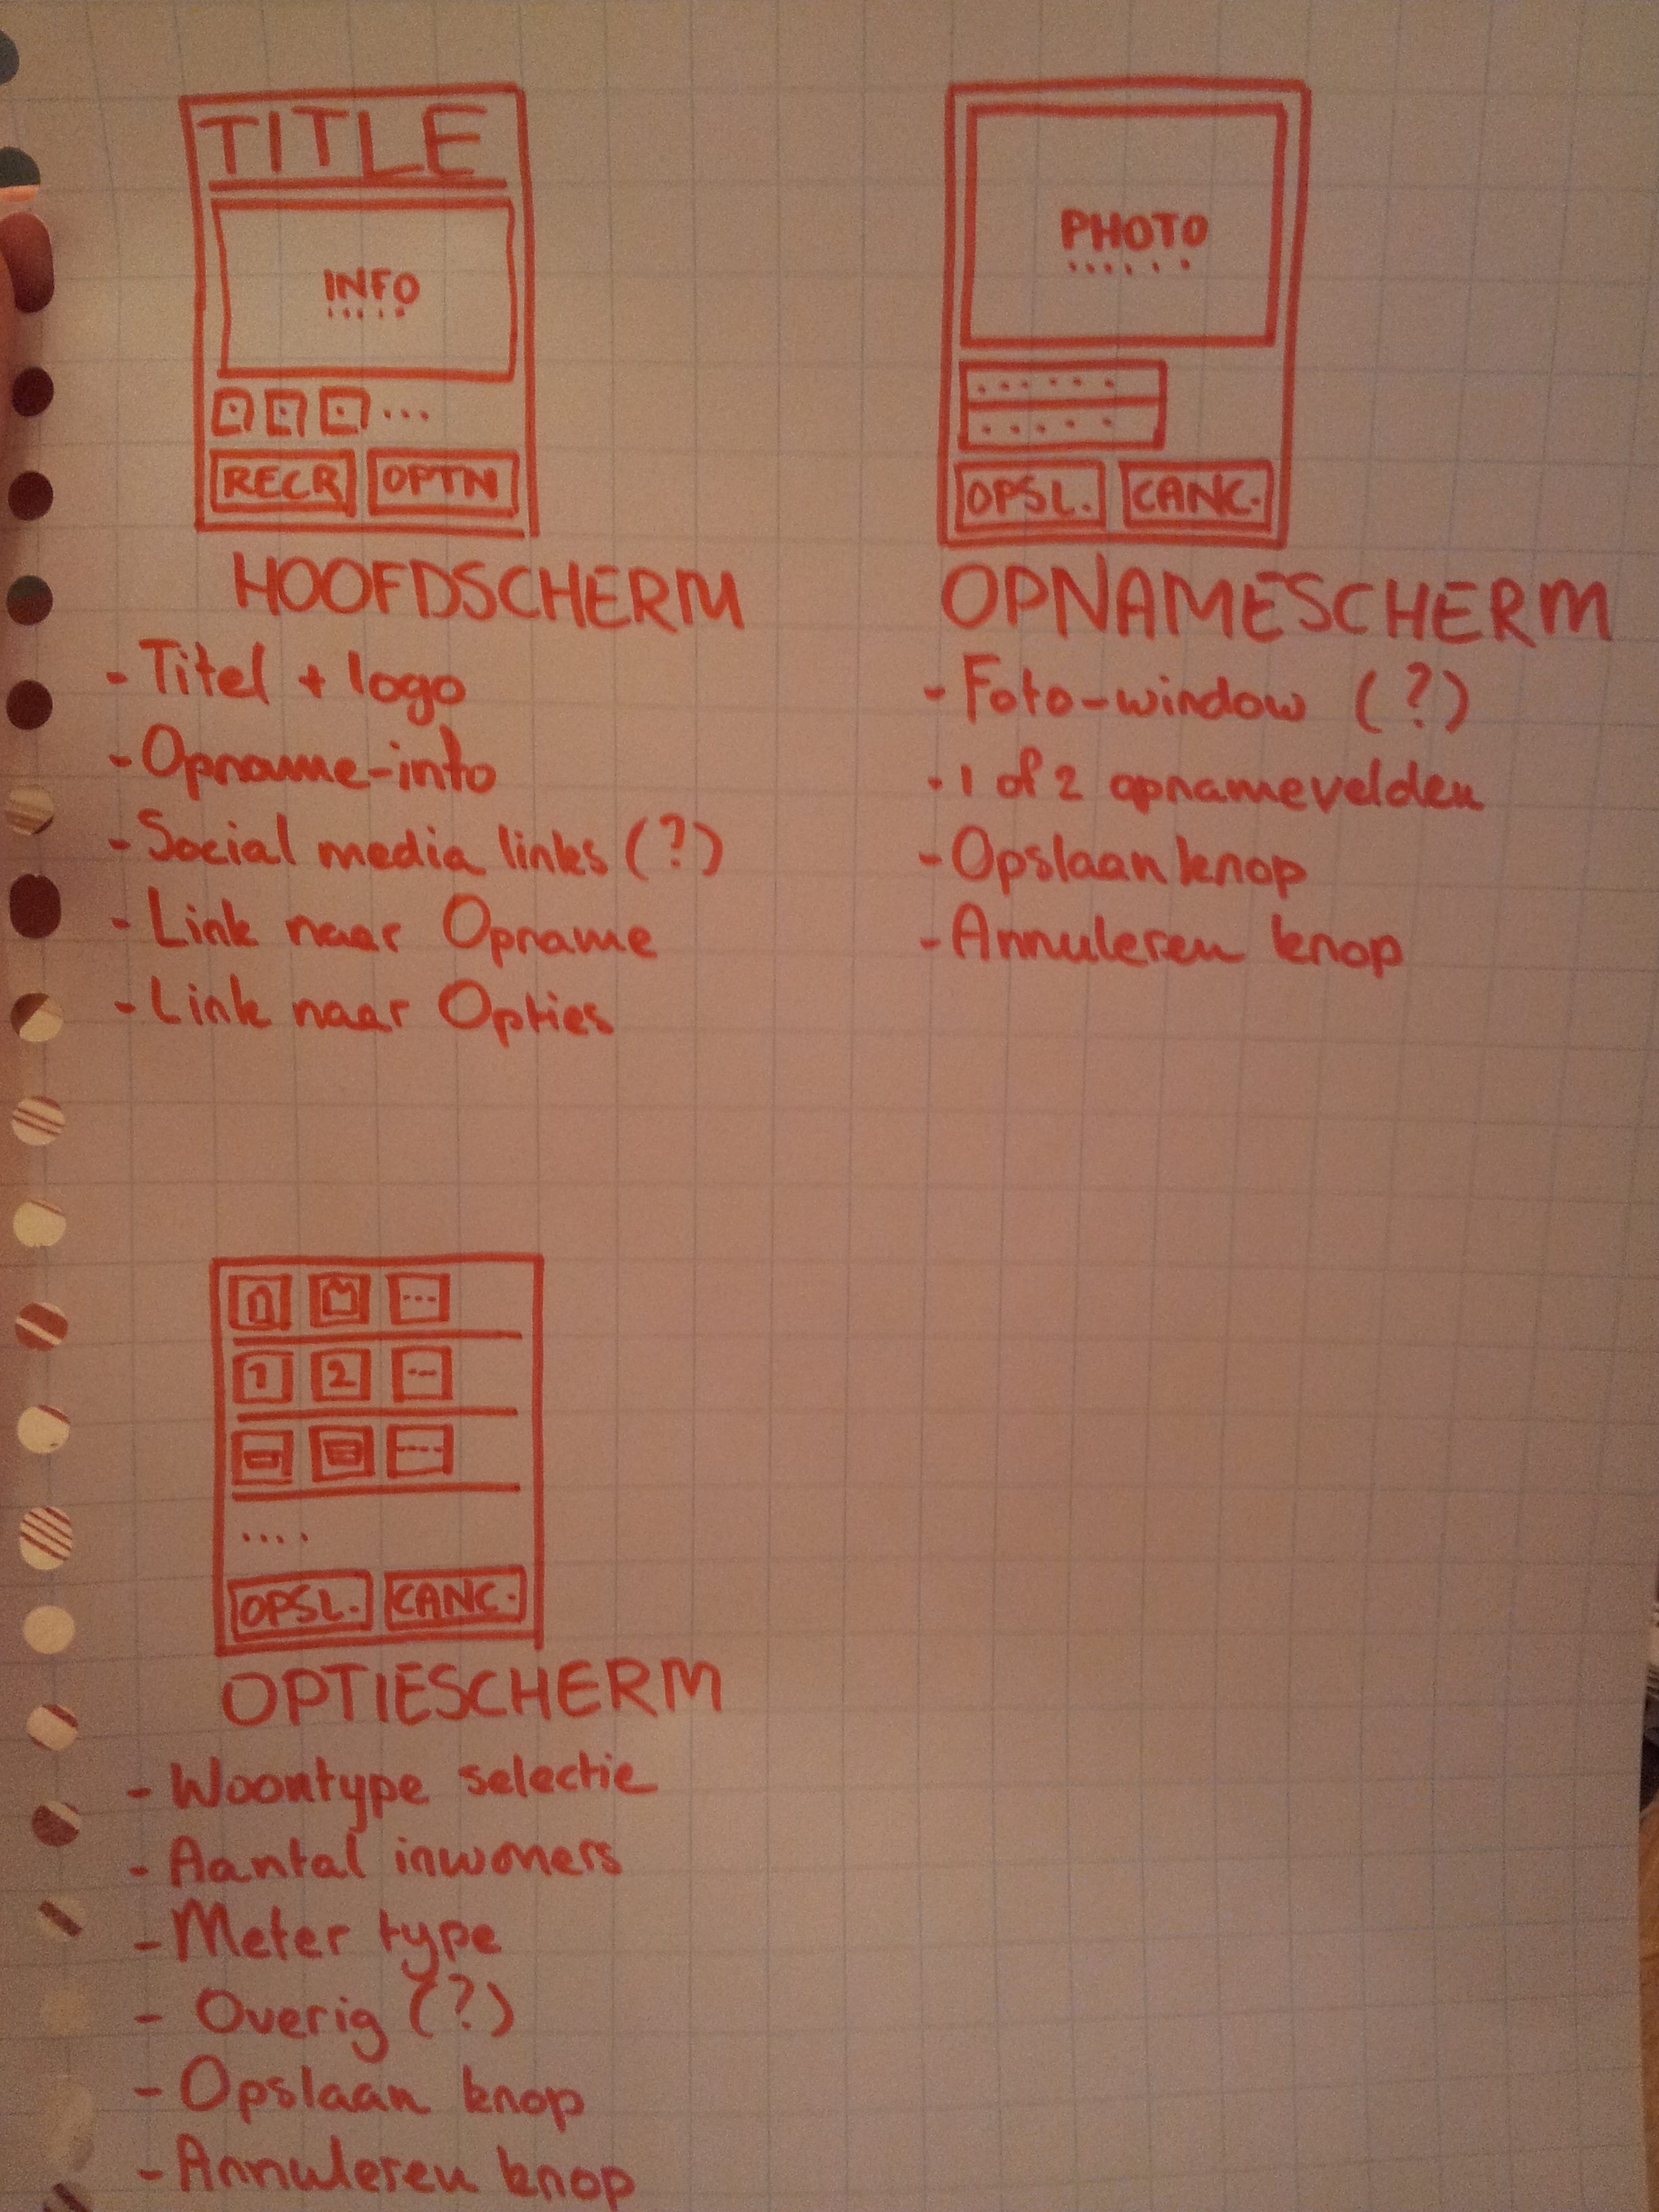 TITLE
INFO
.....
...
RECR OPTN
HOOFDSCHERM
- Titel + logo
- Opname-info
- Social media links (?)
- Link naar Opname
- Link naar Opties
PHOTO
......
......
.....
OPSL. CANC.
OPNAMESCHERM
- Foto-window (?)
- 1 of 2 opnamevelden
- Opslaan knop
- Annuleren knop
...
1 2 ...
....
....
OPSL. CANC.
OPTIESCHERM
- Woontype selectie
- Aantal inwoners
- Meter type
- Overig (?)
- Opslaan knop
- Annuleren knop